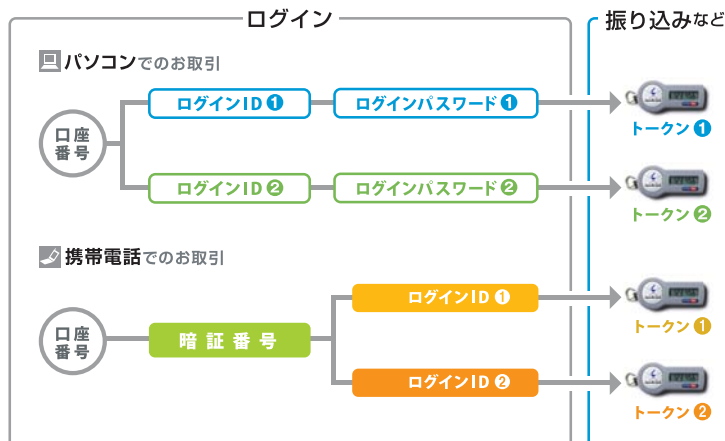 ログイン
振り込みなど
パソコンでのお取引
口座
番号
ログインID❶
ログインパスワード❶
トークン❶
ログインID❷
ログインパスワード❷
トークン❷
携帯電話でのお取引
口座
番号
暗証番号
ログインID❶
トークン❶
ログインID❷
トークン❷